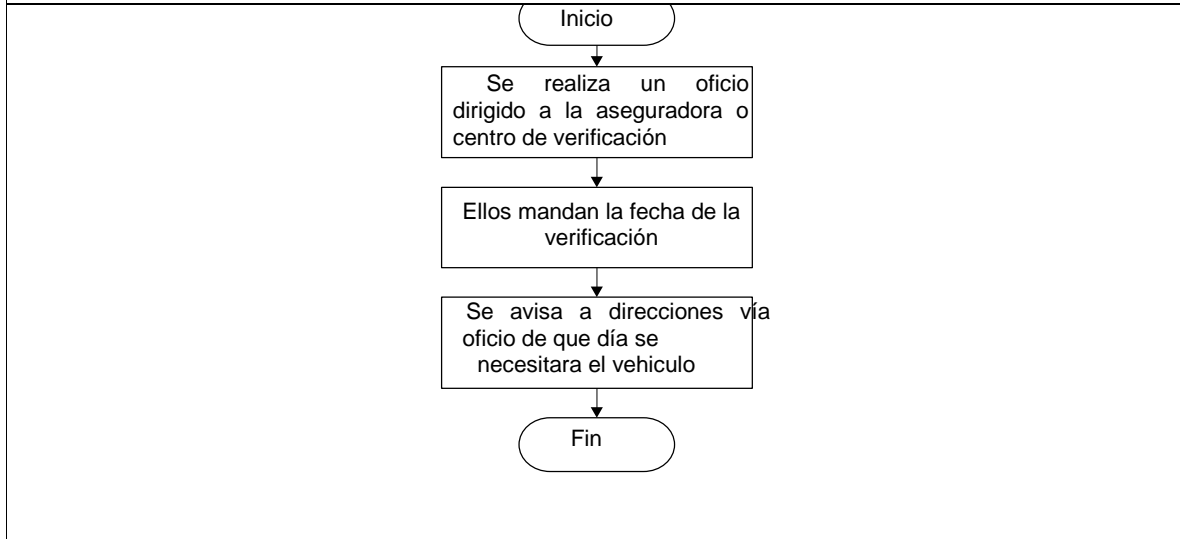 Inicio
Se realiza un oficio
dirigido a la aseguradora o
centro de verificación
Ellos mandan la fecha de la
verificación
Se avisa a direcciones vía
oficio de que día se
necesitara el vehiculo
Fin